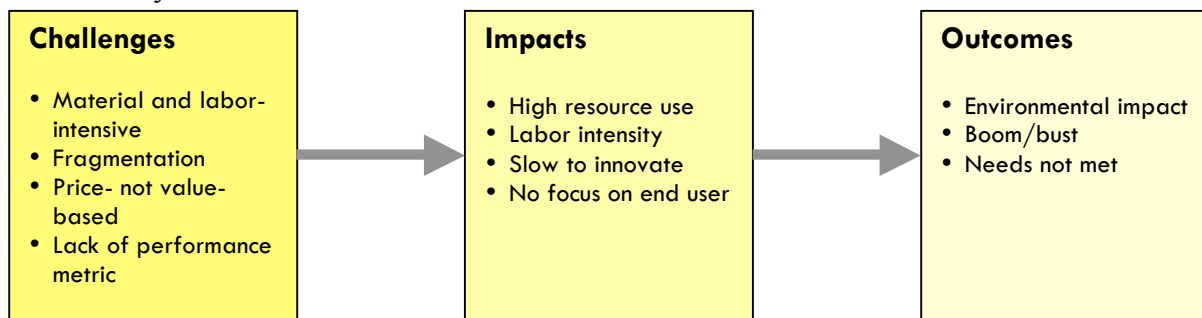 Challenges
• Material and labor-
intensive
• Fragmentation
• Price- not value-
based
• Lack of performance
metric
Impacts
• High resource use
• Labor intensity
• Slow to innovate
• No focus on end user
Outcomes
• Environmental impact
• Boom/bust
• Needs not met